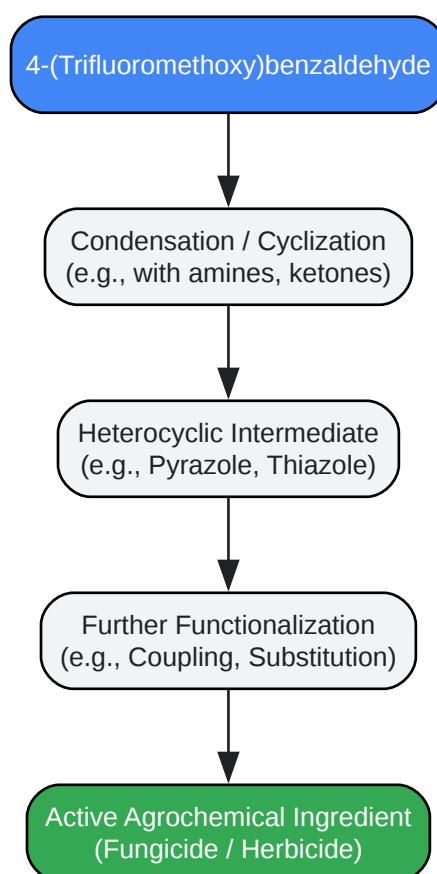 4-(Trifluoromethoxy)benzaldehyde
Condensation / Cyclization
(e.g., with amines, ketones)
Heterocyclic Intermediate
(e.g., Pyrazole, Thiazole)
Further Functionalization
(e.g., Coupling, Substitution)
Active Agrochemical Ingredient
(Fungicide / Herbicide)